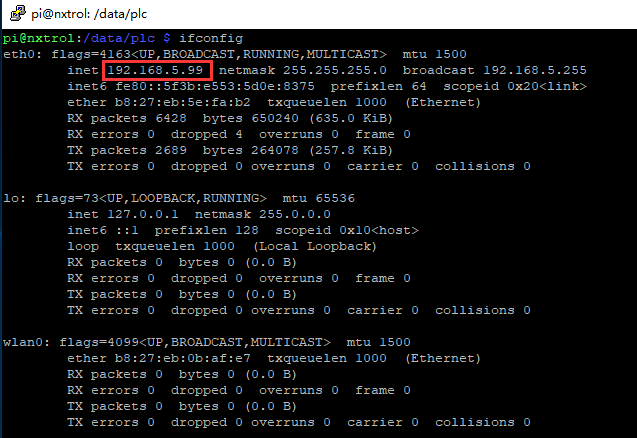 pi@nxtrol: /data/plc
pi@nxtrol:/data/plc $ ifconfig
eth0: flags=4163<UP,BROADCAST,RUNNING,MULTICAST>  mtu 1500
inet 192.168.5.99  netmask 255.255.255.0  broadcast 192.168.5.255
inet6 fe80::5f3b:e553:5d0e:8375  prefixlen 64  scopeid 0x20<link>
ether b8:27:eb:5e:fa:b2  txqueuelen 1000  (Ethernet)
RX packets 6428  bytes 650240 (635.0 KiB)
RX errors 0  dropped 4  overruns 0  frame 0
TX packets 2689  bytes 264078 (257.8 KiB)
TX errors 0  dropped 0 overruns 0  carrier 0  collisions 0
lo: flags=73<UP,LOOPBACK,RUNNING>  mtu 65536
inet 127.0.0.1  netmask 255.0.0.0
inet6 ::1  prefixlen 128  scopeid 0x10<host>
loop  txqueuelen 1000  (Local Loopback)
RX packets 0  bytes 0 (0.0 B)
RX errors 0  dropped 0  overruns 0  frame 0
TX packets 0  bytes 0 (0.0 B)
TX errors 0  dropped 0 overruns 0  carrier 0  collisions 0
wlan0: flags=4099<UP,BROADCAST,MULTICAST>  mtu 1500
ether b8:27:eb:0b:af:e7  txqueuelen 1000  (Ethernet)
RX packets 0  bytes 0 (0.0 B)
RX errors 0  dropped 0  overruns 0  frame 0
TX packets 0  bytes 0 (0.0 B)
TX errors 0  dropped 0 overruns 0  carrier 0  collisions 0